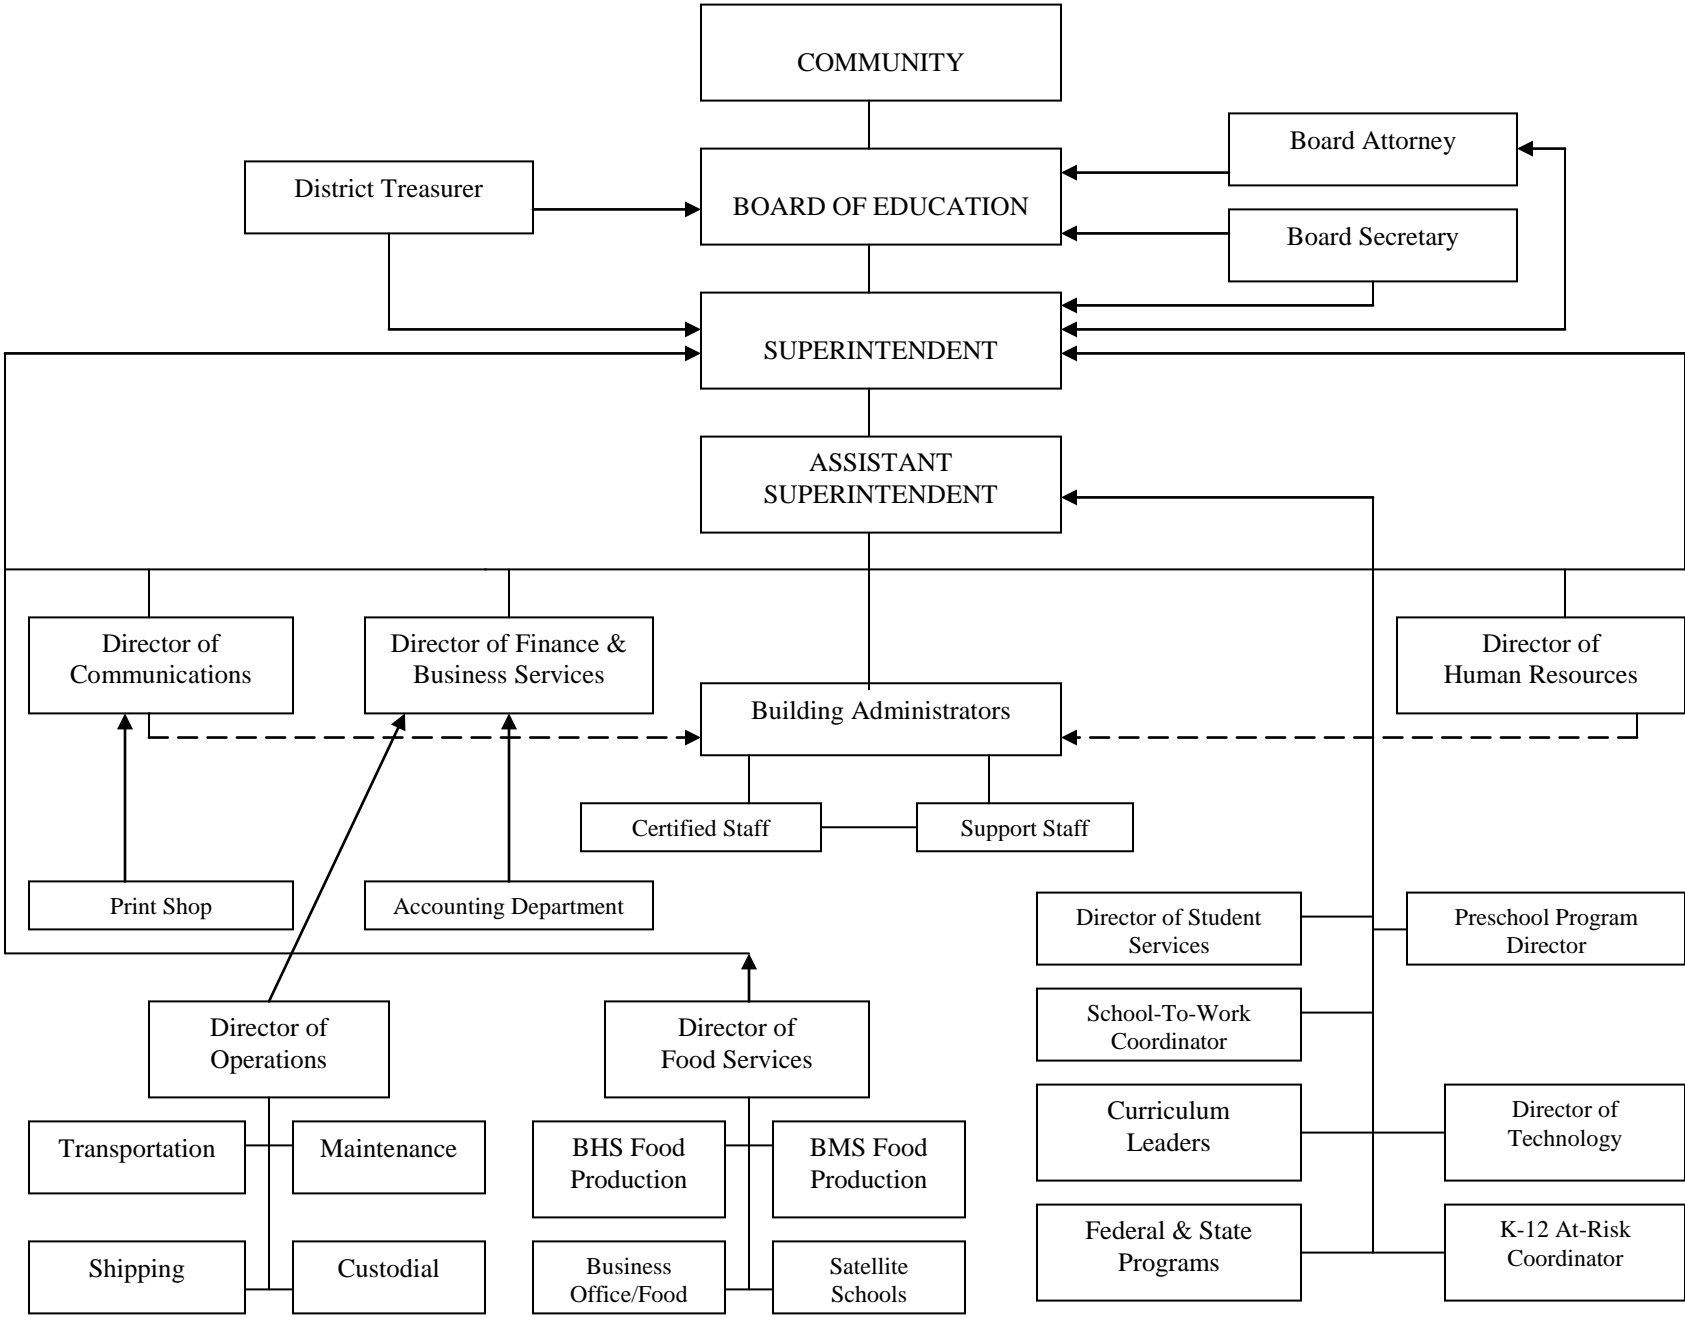 COMMUNITY
Board Attorney
District Treasurer
BOARD OF EDUCATION
Board Secretary
SUPERINTENDENT
ASSISTANT
SUPERINTENDENT
Director of
Communications
Director of Finance &
Business Services
Director of
Human Resources
Building Administrators
Certified Staff
Support Staff
Print Shop
Accounting Department
Director of Student
Services
Preschool Program
Director
School-To-Work
Coordinator
Director of
Operations
Director of
Food Services
Curriculum
Leaders
Director of
Technology
Transportation
Maintenance
BHS Food
Production
BMS Food
Production
Federal & State
Programs
K-12 At-Risk
Coordinator
Shipping
Custodial
Business
Office/Food
Satellite
Schools